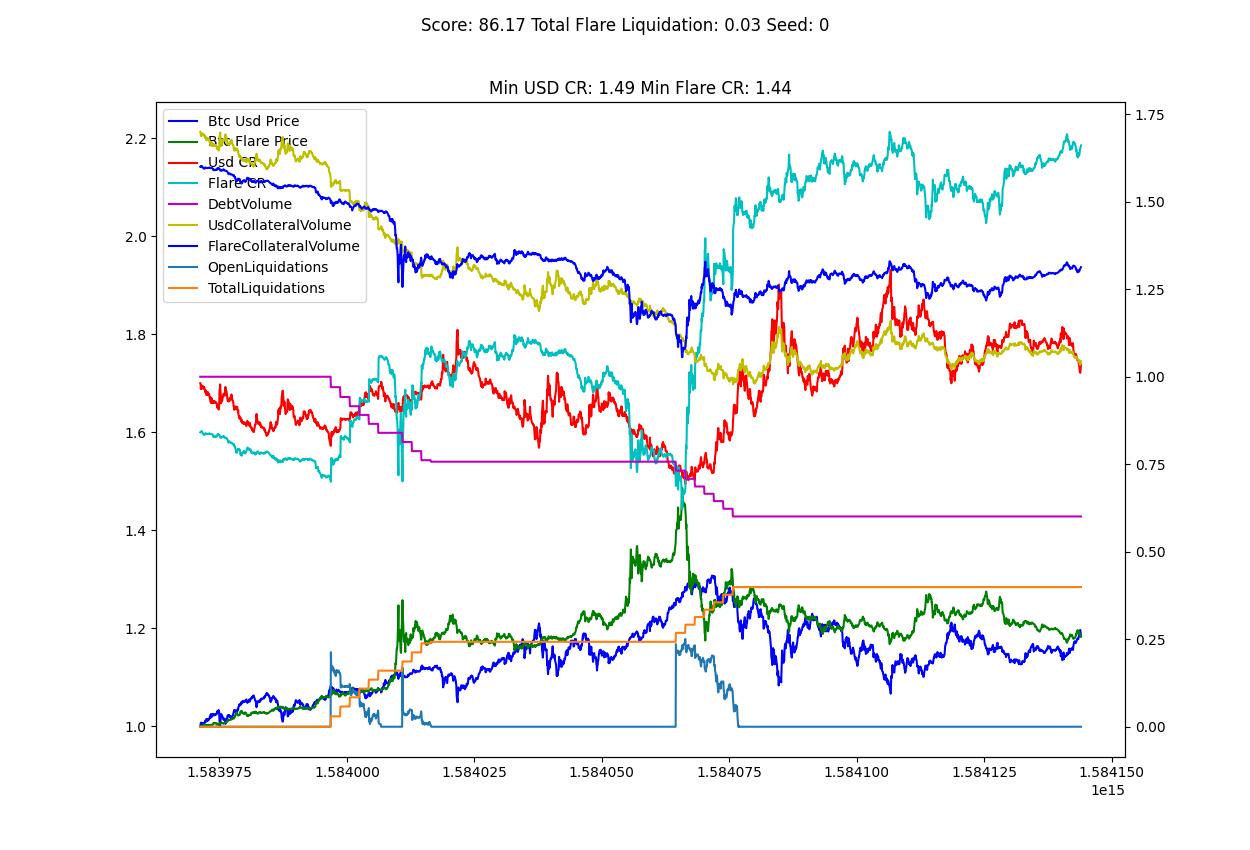 Score: 86.17 Total Flare Liquidation: 0.03 Seed: 0
Min USD CR: 1.49 Min Flare CR: 1.44
Btc Usd Price
Btc Flare Price
Usd CR
Flare CR
DebtVolume
UsdCollateralVolume
FlareCollateralVolume
OpenLiquidations
TotalLiquidations
2.2
2.0
1.8
1.6
1.4
1.2
1.0
1.75
1.50
1.25
1.00
0.75
0.50
0.25
0.00
1.583975 1.584000 1.584025 1.584050 1.584075 1.584100 1.584125 1.584150
1e15